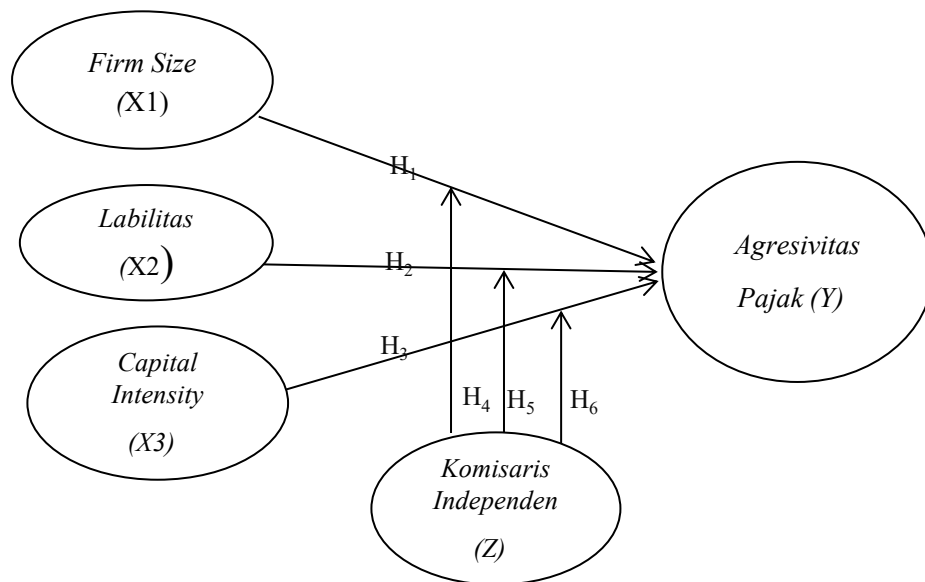 Firm Size
(X1)
H₁
Labilitas
(X2)
H₂
Agresivitas
Pajak (Y)
Capital
Intensity
(X3)
H₃
H₄
H₅
H₆
Komisaris
Independen
(Z)